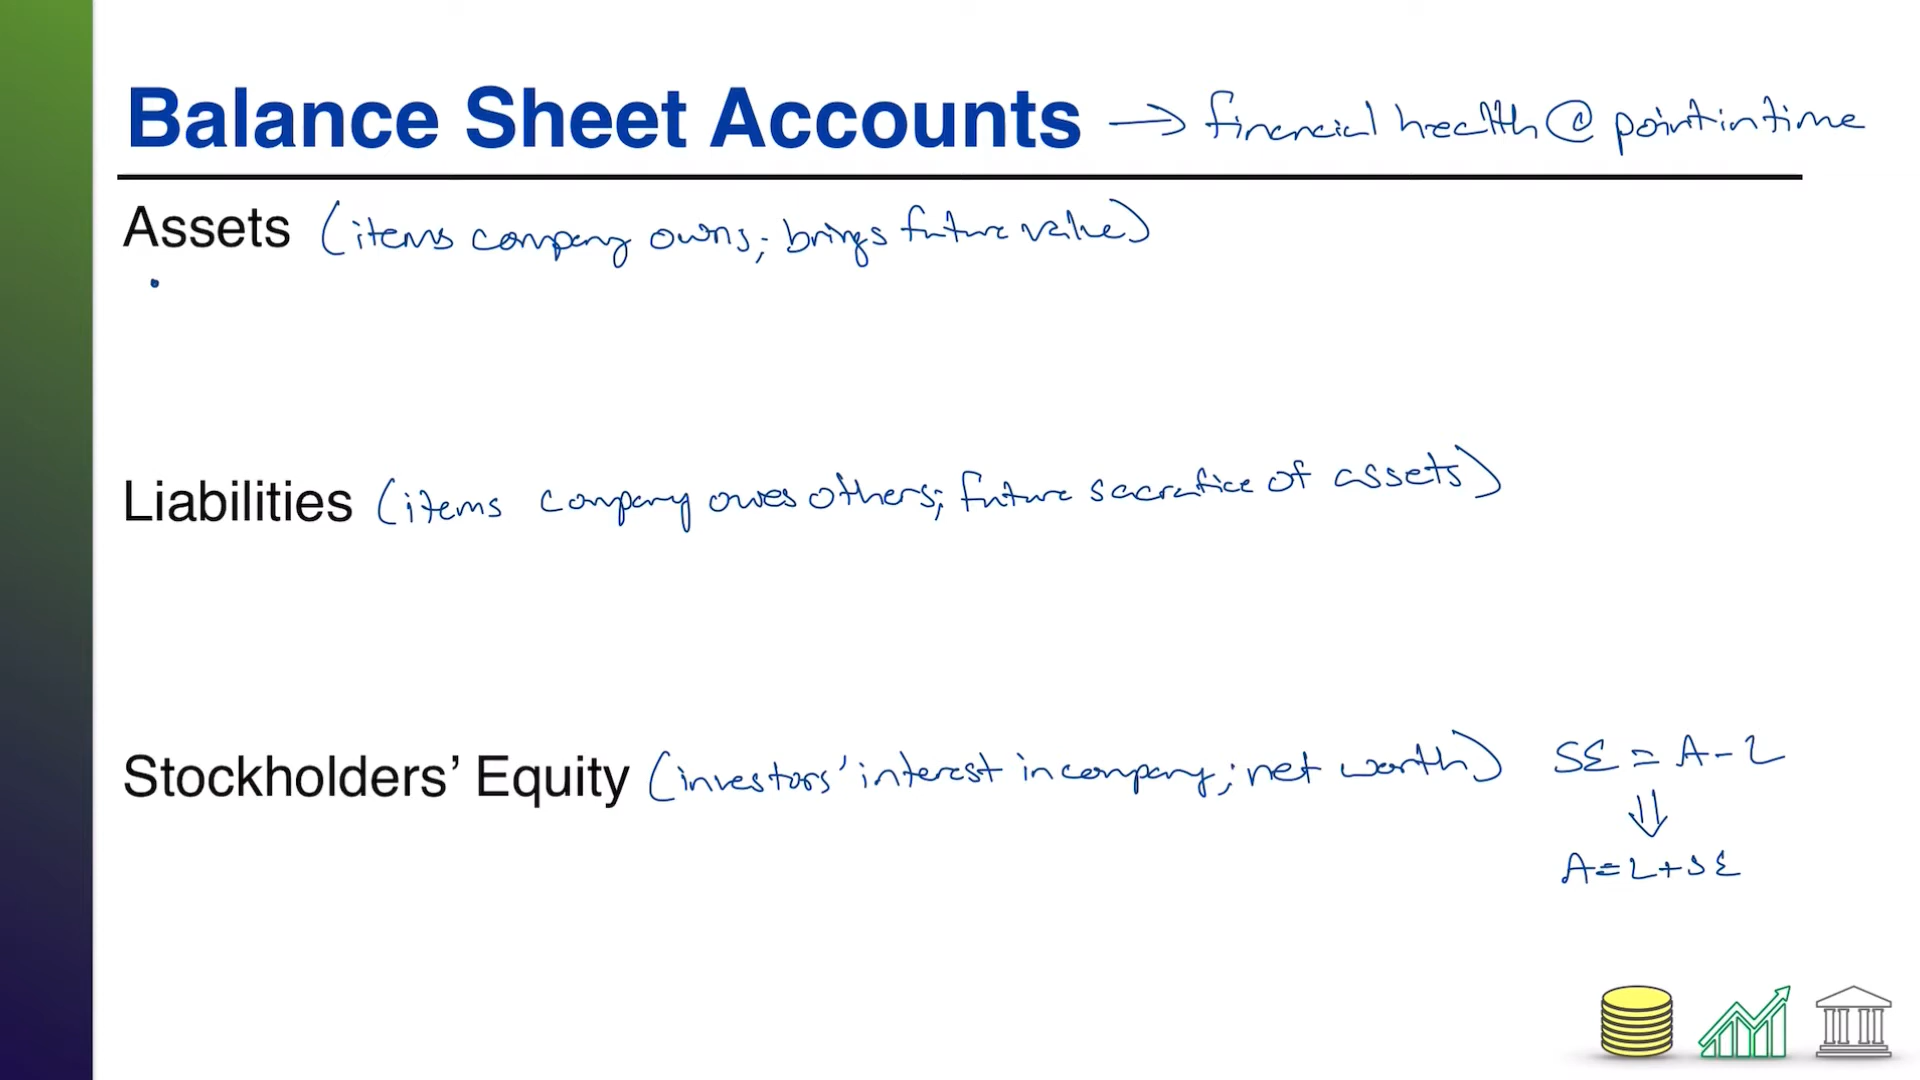 Balance Sheet Accounts → financial health @ point in time
Assets (items company owns; brings future value)
Liabilities (items company owes others; future sacrafice of assets)
Stockholders’ Equity (investors' interest in company; net worth) SE = A - L
A = L + SE